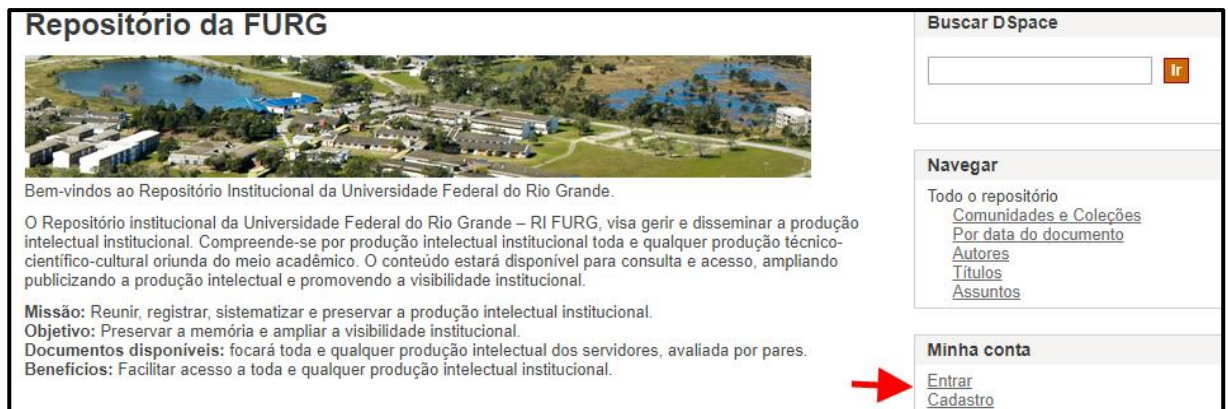 Repositório da FURG
Bem-vindos ao Repositório Institucional da Universidade Federal do Rio Grande.
O Repositório institucional da Universidade Federal do Rio Grande – RI FURG, visa gerir e disseminar a produção
intelectual institucional. Compreende-se por produção intelectual institucional toda e qualquer produção técnico-
científico-cultural oriunda do meio acadêmico. O conteúdo estará disponível para consulta e acesso, ampliando
publicizando a produção intelectual e promovendo a visibilidade institucional.
Missão: Reunir, registrar, sistematizar e preservar a produção intelectual institucional.
Objetivo: Preservar a memória e ampliar a visibilidade institucional.
Documentos disponíveis: focará toda e qualquer produção intelectual dos servidores, avaliada por pares.
Benefícios: Facilitar acesso a toda e qualquer produção intelectual institucional.
Buscar DSpace
Ir
Navegar
Todo o repositório
Comunidades e Coleções
Por data do documento
Autores
Títulos
Assuntos
Minha conta
Entrar
Cadastro